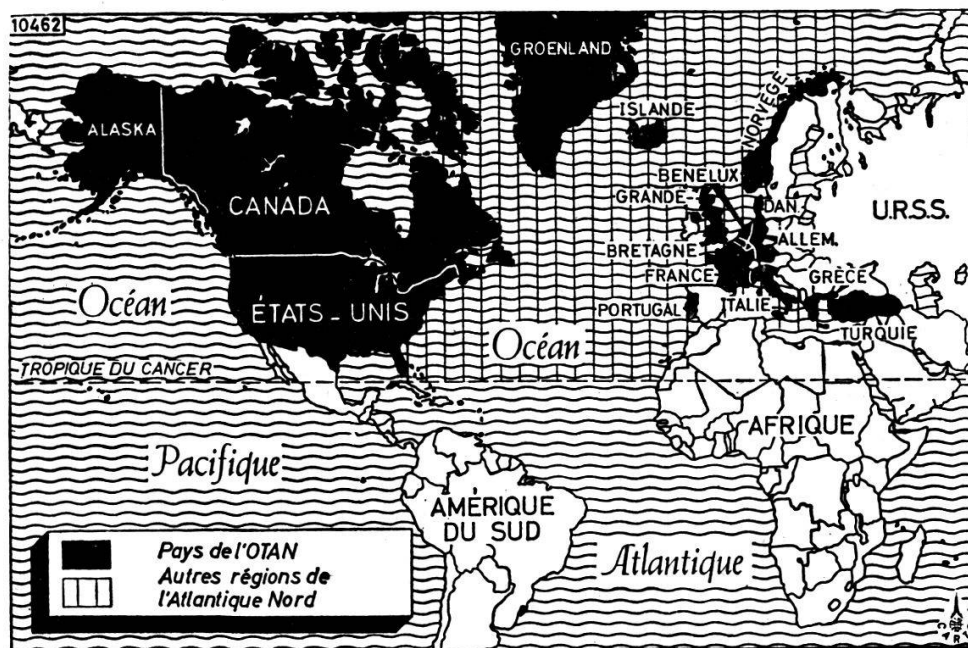 10462
GROENLAND
ALASKA
ISLANDE
NORVÈGE
CANADA
BENELUX
GRANDE
BRETAGNE
DAN.
ALLEM.
U.R.S.S.
FRANCE
GRÈCE
ÉTATS-UNIS
PORTUGAL
ITALIE
TURQUIE
Océan
Océan
TROPIQUE DU CANCER
AFRIQUE
Pacifique
AMÉRIQUE
DU SUD
Atlantique
Pays de l'OTAN
Autres régions de
l'Atlantique Nord